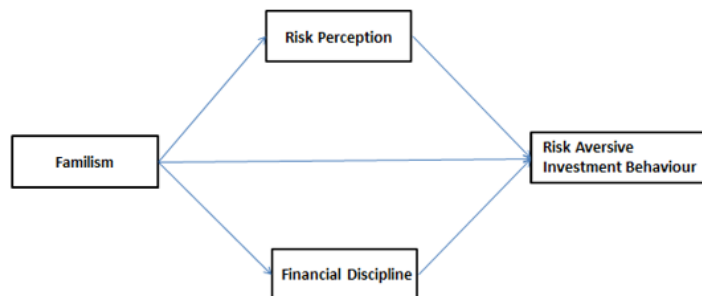 Risk Perception
Familism
Risk Aversive
Investment Behaviour
Financial Discipline